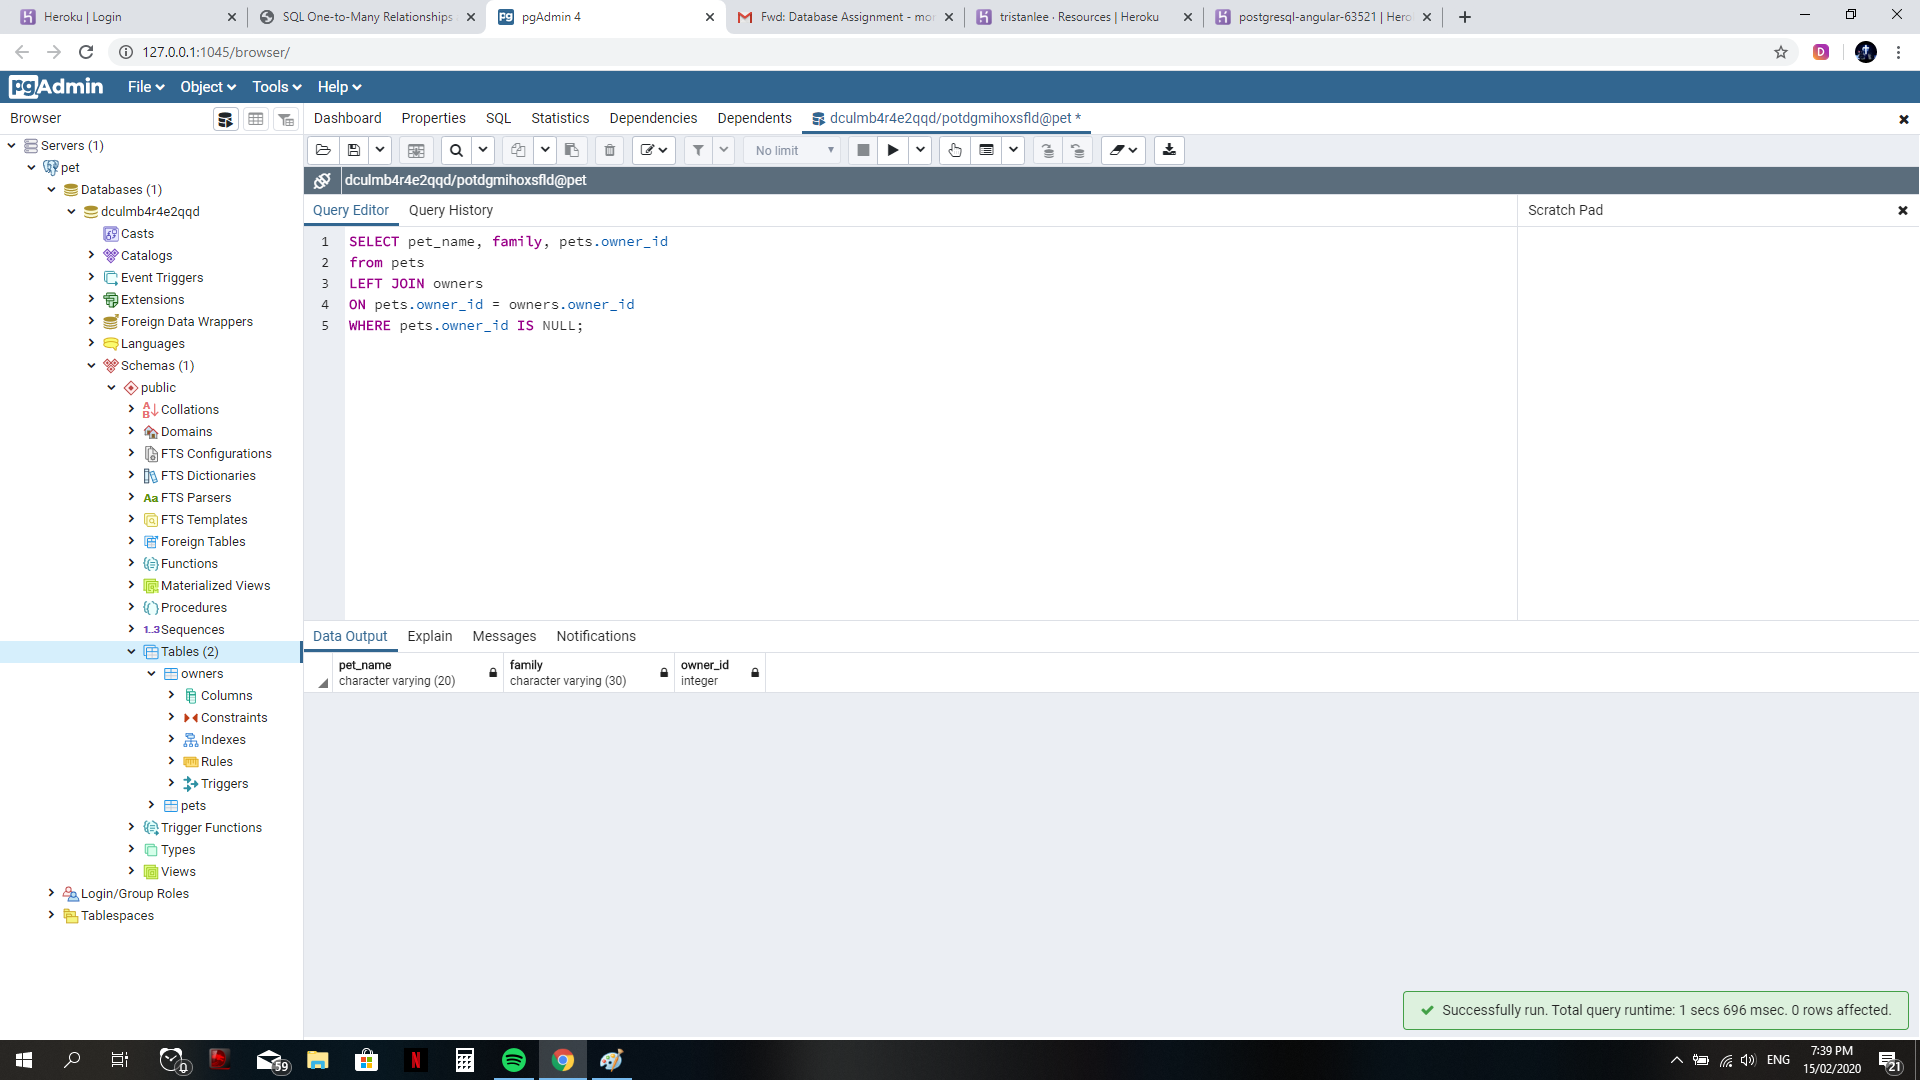 Heroku | Login
SQL One-to-Many Relationships
pgAdmin 4
Fwd: Database Assignment - mor
tristanlee · Resources | Heroku
postgresql-angular-63521 | Hero
127.0.0.1:1045/browser/
pgAdmin File Object Tools Help
Browser
Dashboard Properties SQL Statistics Dependencies Dependents dculmb4r4e2qqd/potdgmihoxsfld@pet *
No limit
dculmb4r4e2qqd/potdgmihoxsfld@pet
Query Editor Query History
Scratch Pad
1 SELECT pet_name, family, pets.owner_id
2 from pets
3 LEFT JOIN owners
4 ON pets.owner_id = owners.owner_id
5 WHERE pets.owner_id IS NULL;
Servers (1)
pet
Databases (1)
dculmb4r4e2qqd
Casts
Catalogs
Event Triggers
Extensions
Foreign Data Wrappers
Languages
Schemas (1)
public
Collations
Domains
FTS Configurations
FTS Dictionaries
Aa FTS Parsers
FTS Templates
Foreign Tables
Functions
Materialized Views
Procedures
1..3 Sequences
Tables (2)
owners
Columns
Constraints
Indexes
Rules
Triggers
pets
Trigger Functions
Types
Views
Login/Group Roles
Tablespaces
Data Output Explain Messages Notifications
pet_name
character varying (20)
family
character varying (30)
owner_id
integer
Successfully run. Total query runtime: 1 secs 696 msec. 0 rows affected.
59
ENG
7:39 PM
15/02/2020
21